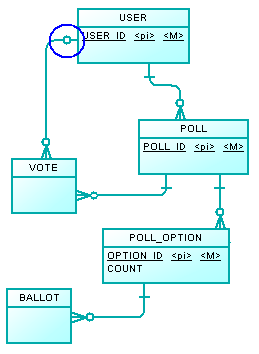 USER
USER_ID <pi> <M>
POLL
POLL_ID <pi> <M>
VOTE
POLL_OPTION
OPTION_ID <pi> <M>
COUNT
BALLOT